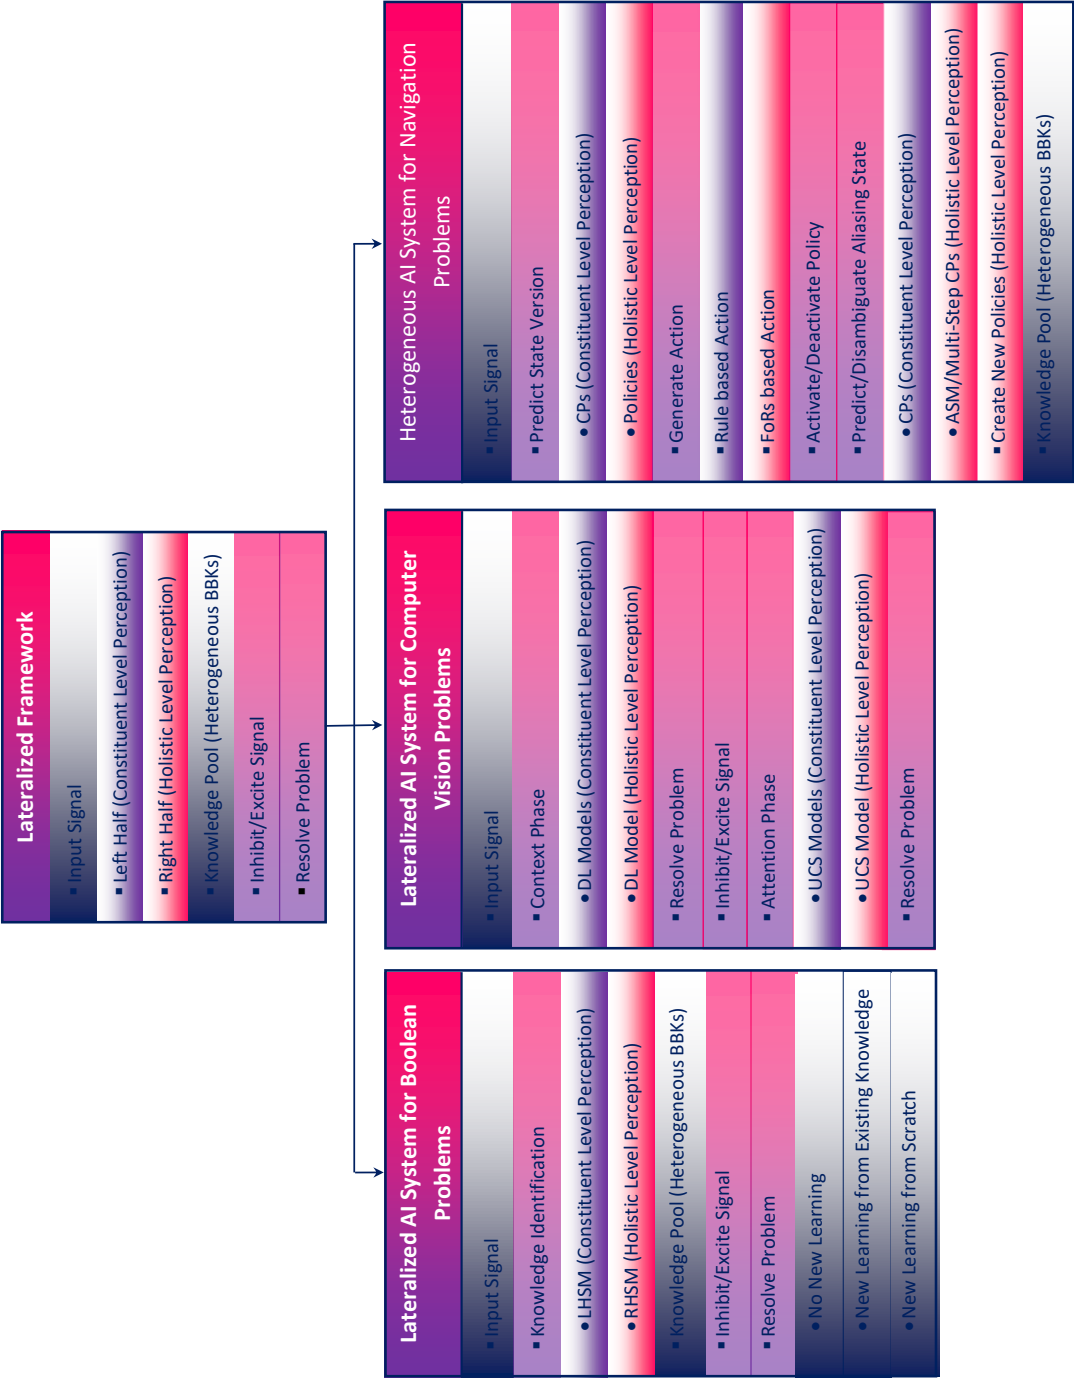 Lateralized Framework
▪ Input Signal
▪ Left Half (Constituent Level Perception)
▪ Right Half (Holistic Level Perception)
▪ Knowledge Pool (Heterogeneous BBKs)
▪ Inhibit/Excite Signal
▪ Resolve Problem
Lateralized AI System for Boolean
Problems
▪ Input Signal
▪ Knowledge Identification
• LHSM (Constituent Level Perception)
• RHSM (Holistic Level Perception)
▪ Knowledge Pool (Heterogeneous BBKs)
▪ Inhibit/Excite Signal
▪ Resolve Problem
• No New Learning
• New Learning from Existing Knowledge
• New Learning from Scratch
Lateralized AI System for Computer
Vision Problems
▪ Input Signal
▪ Context Phase
• DL Models (Constituent Level Perception)
• DL Model (Holistic Level Perception)
▪ Resolve Problem
▪ Inhibit/Excite Signal
▪ Attention Phase
• UCS Models (Constituent Level Perception)
• UCS Model (Holistic Level Perception)
▪ Resolve Problem
Heterogeneous AI System for Navigation
Problems
▪ Input Signal
▪ Predict State Version
• CPs (Constituent Level Perception)
• Policies (Holistic Level Perception)
▪ Generate Action
▪ Rule based Action
▪ FoRs based Action
▪ Activate/Deactivate Policy
▪ Predict/Disambiguate Aliasing State
• CPs (Constituent Level Perception)
• ASM/Multi-Step CPs (Holistic Level Perception)
▪ Create New Policies (Holistic Level Perception)
▪ Knowledge Pool (Heterogeneous BBKs)